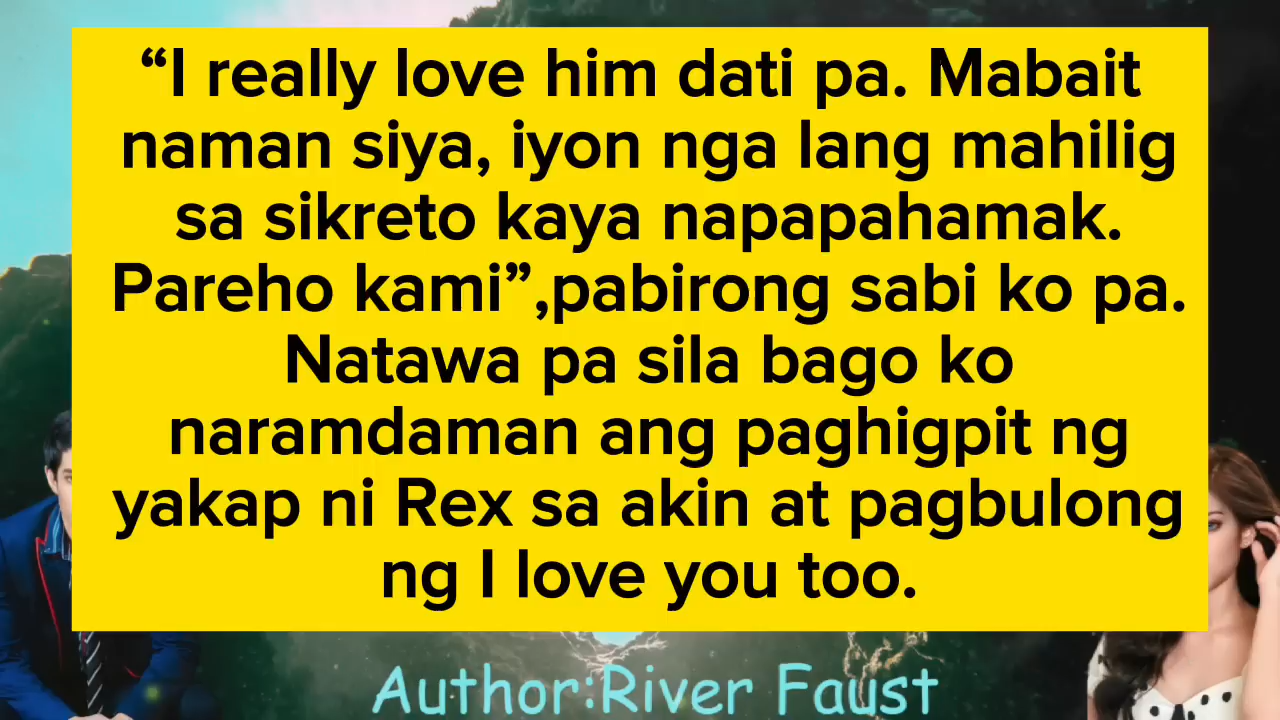 “I really love him dati pa. Mabait
naman siya, iyon nga lang mahilig
sa sikreto kaya napapahamak.
Pareho kami”,pabirong sabi ko pa.
Natawa pa sila bago ko
naramdaman ang paghigpit ng
yakap ni Rex sa akin at pagbulong
ng I love you too.
Author:River Faust